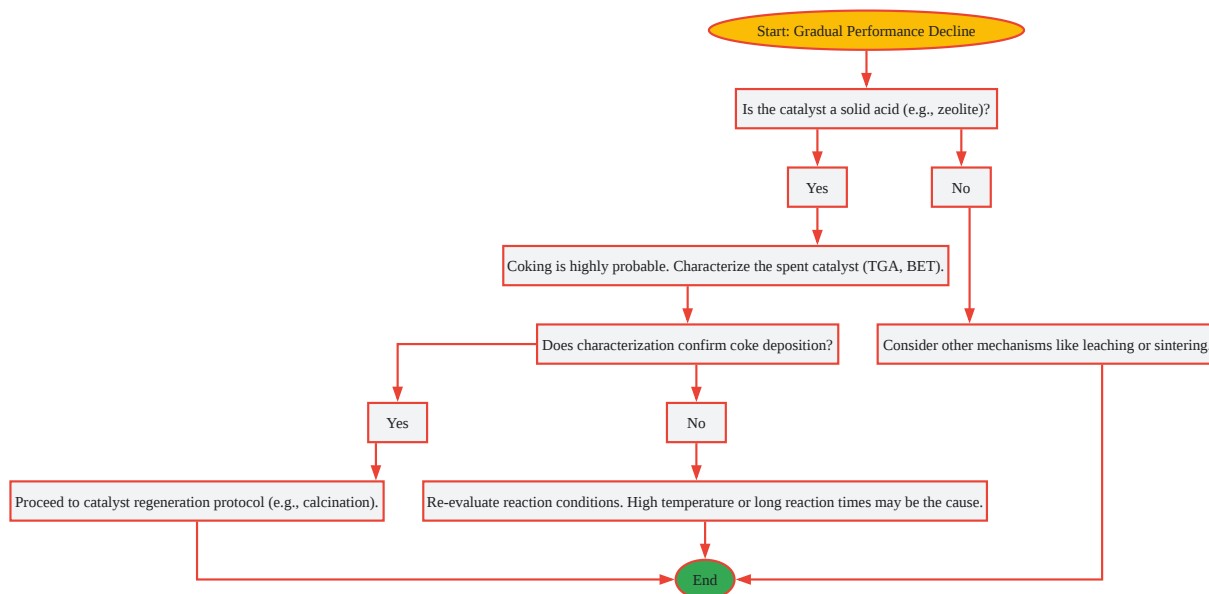 Start: Gradual Performance Decline
Is the catalyst a solid acid (e.g., zeolite)?
Yes
No
Coking is highly probable. Characterize the spent catalyst (TGA, BET).
Does characterization confirm coke deposition?
Consider other mechanisms like leaching or sintering.
Yes
No
Proceed to catalyst regeneration protocol (e.g., calcination).
Re-evaluate reaction conditions. High temperature or long reaction times may be the cause.
End